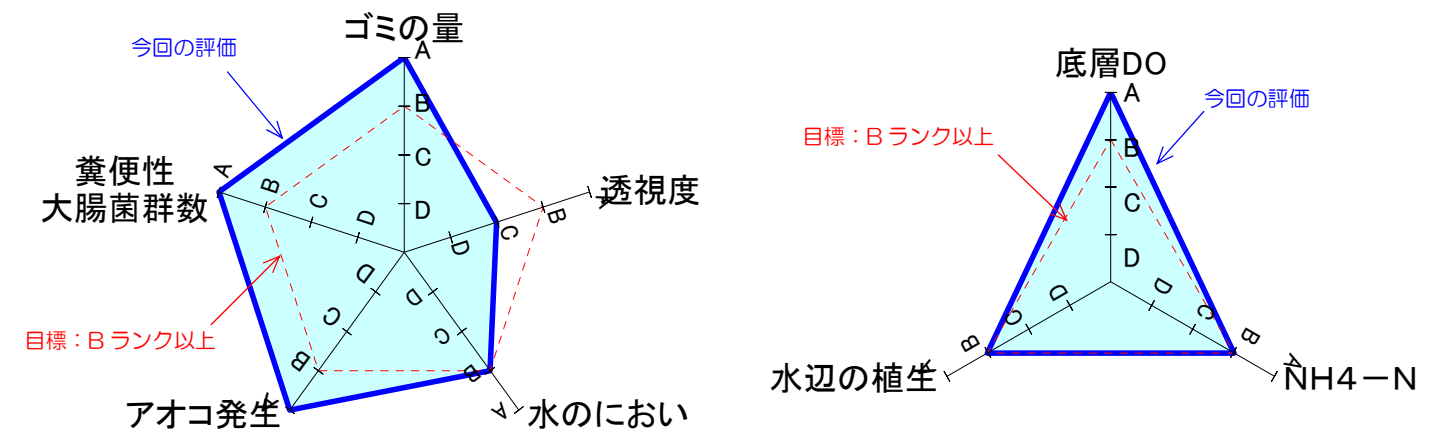 ゴミの量
今回の評価
A
B
C
D
透視度
A
B
C
D
水のにおい
A
B
C
D
アオコ発生
A
B
C
D
糞便性
大腸菌群数
A
B
C
D
目標：Bランク以上
底層DO
A
B
C
D
今回の評価
目標：Bランク以上
NH4－N
A
B
C
D
水辺の植生
A
B
C
D